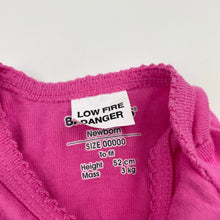 LOW FIRE
DANGER
Newborn
SIZE 00000
To fit
Height 52 cm
Mass 3 kg